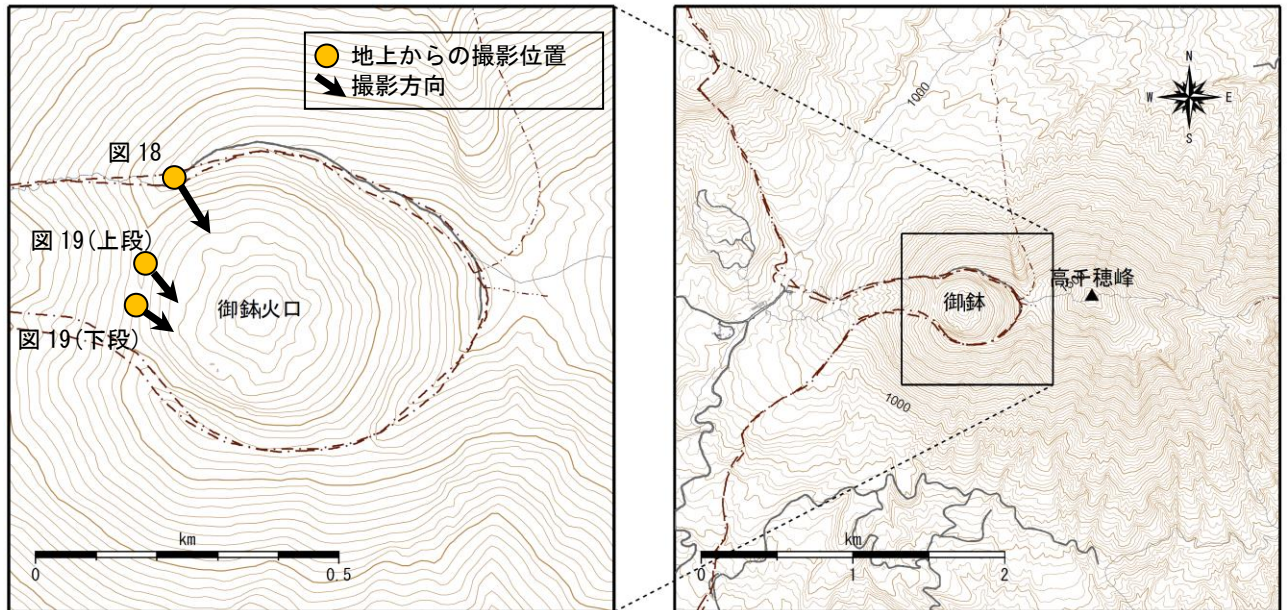 地上からの撮影位置
撮影方向
図 18
図 19(上段)
御鉢火口
図 19(下段)
km
0
0.5
N
W
E
S
1000
高千穂峰
御鉢
1000
km
0
1
2